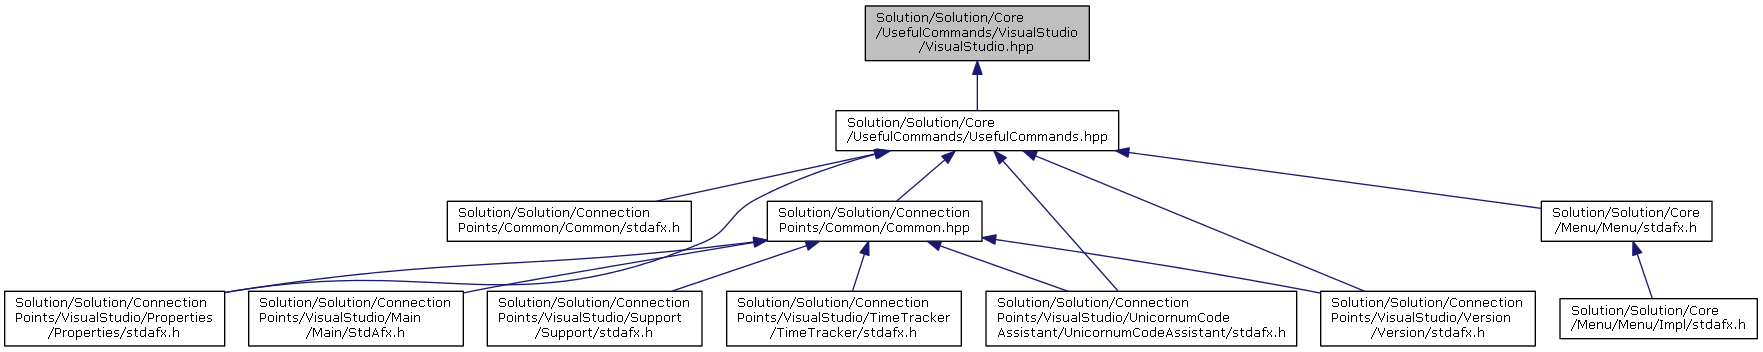 Solution/Solution/Core
/UsefulCommands/VisualStudio
/VisualStudio.hpp
Solution/Solution/Core
/UsefulCommands/UsefulCommands.hpp
Solution/Solution/Connection
Points/Common/Common/stdafx.h
Solution/Solution/Connection
Points/Common/Common.hpp
Solution/Solution/Core
/Menu/Menu/stdafx.h
Solution/Solution/Connection
Points/VisualStudio/Properties
/Properties/stdafx.h
Solution/Solution/Connection
Points/VisualStudio/Main
/Main/StdAfx.h
Solution/Solution/Connection
Points/VisualStudio/Support
/Support/stdafx.h
Solution/Solution/Connection
Points/VisualStudio/TimeTracker
/TimeTracker/stdafx.h
Solution/Solution/Connection
Points/VisualStudio/UnicornumCode
Assistant/UnicornumCodeAssistant/stdafx.h
Solution/Solution/Connection
Points/VisualStudio/Version
/Version/stdafx.h
Solution/Solution/Core
/Menu/Menu/Impl/stdafx.h